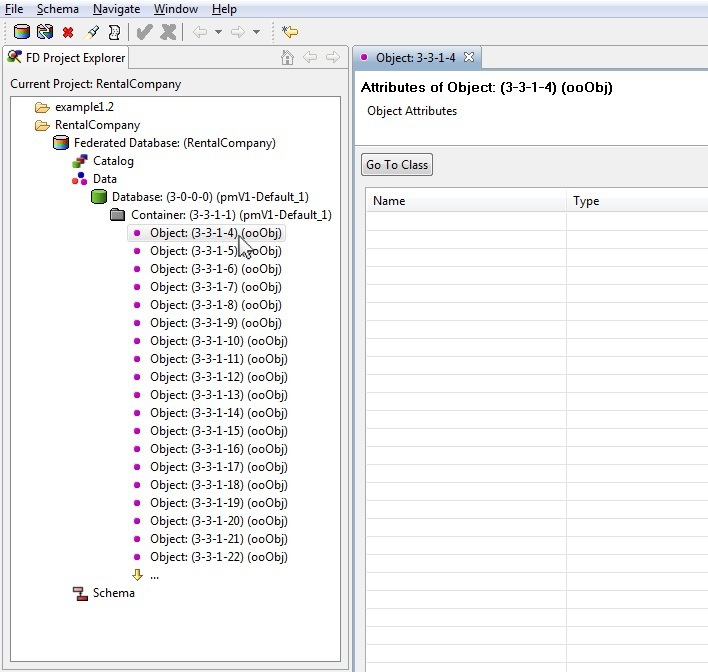 File Schema Navigate Window Help
FD Project Explorer
Current Project: RentalCompany
example1.2
RentalCompany
Federated Database: (RentalCompany)
Catalog
Data
Database: (3-0-0-0) (pmV1-Default_1)
Container: (3-3-1-1) (pmV1-Default_1)
Object: (3-3-1-4) (ooObj)
Object: (3-3-1-5) (ooObj)
Object: (3-3-1-6) (ooObj)
Object: (3-3-1-7) (ooObj)
Object: (3-3-1-8) (ooObj)
Object: (3-3-1-9) (ooObj)
Object: (3-3-1-10) (ooObj)
Object: (3-3-1-11) (ooObj)
Object: (3-3-1-12) (ooObj)
Object: (3-3-1-13) (ooObj)
Object: (3-3-1-14) (ooObj)
Object: (3-3-1-15) (ooObj)
Object: (3-3-1-16) (ooObj)
Object: (3-3-1-17) (ooObj)
Object: (3-3-1-18) (ooObj)
Object: (3-3-1-19) (ooObj)
Object: (3-3-1-20) (ooObj)
Object: (3-3-1-21) (ooObj)
Object: (3-3-1-22) (ooObj)
...
Schema
Object: 3-3-1-4
Attributes of Object: (3-3-1-4) (ooObj)
Object Attributes
Go To Class
Name Type